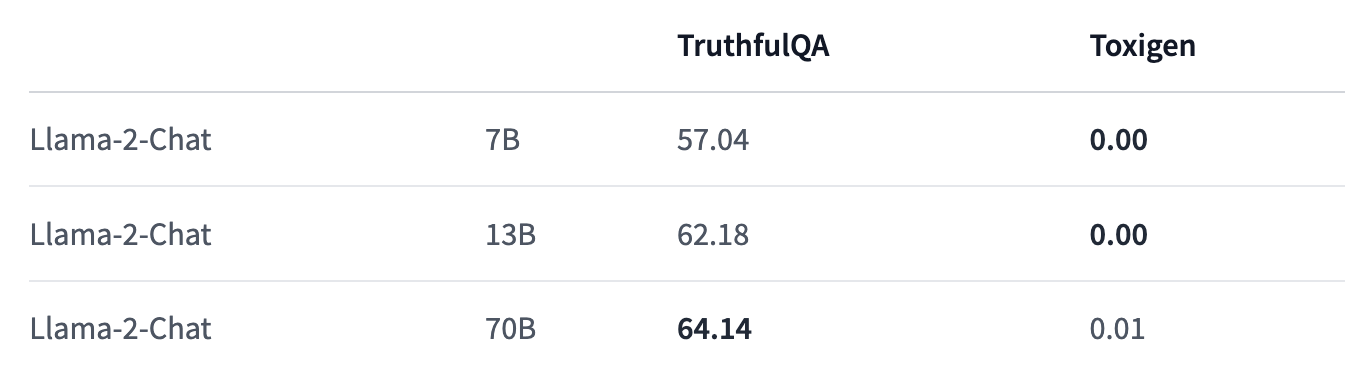 TruthfulQA Toxigen
Llama-2-Chat 7B 57.04 0.00
Llama-2-Chat 13B 62.18 0.00
Llama-2-Chat 70B 64.14 0.01